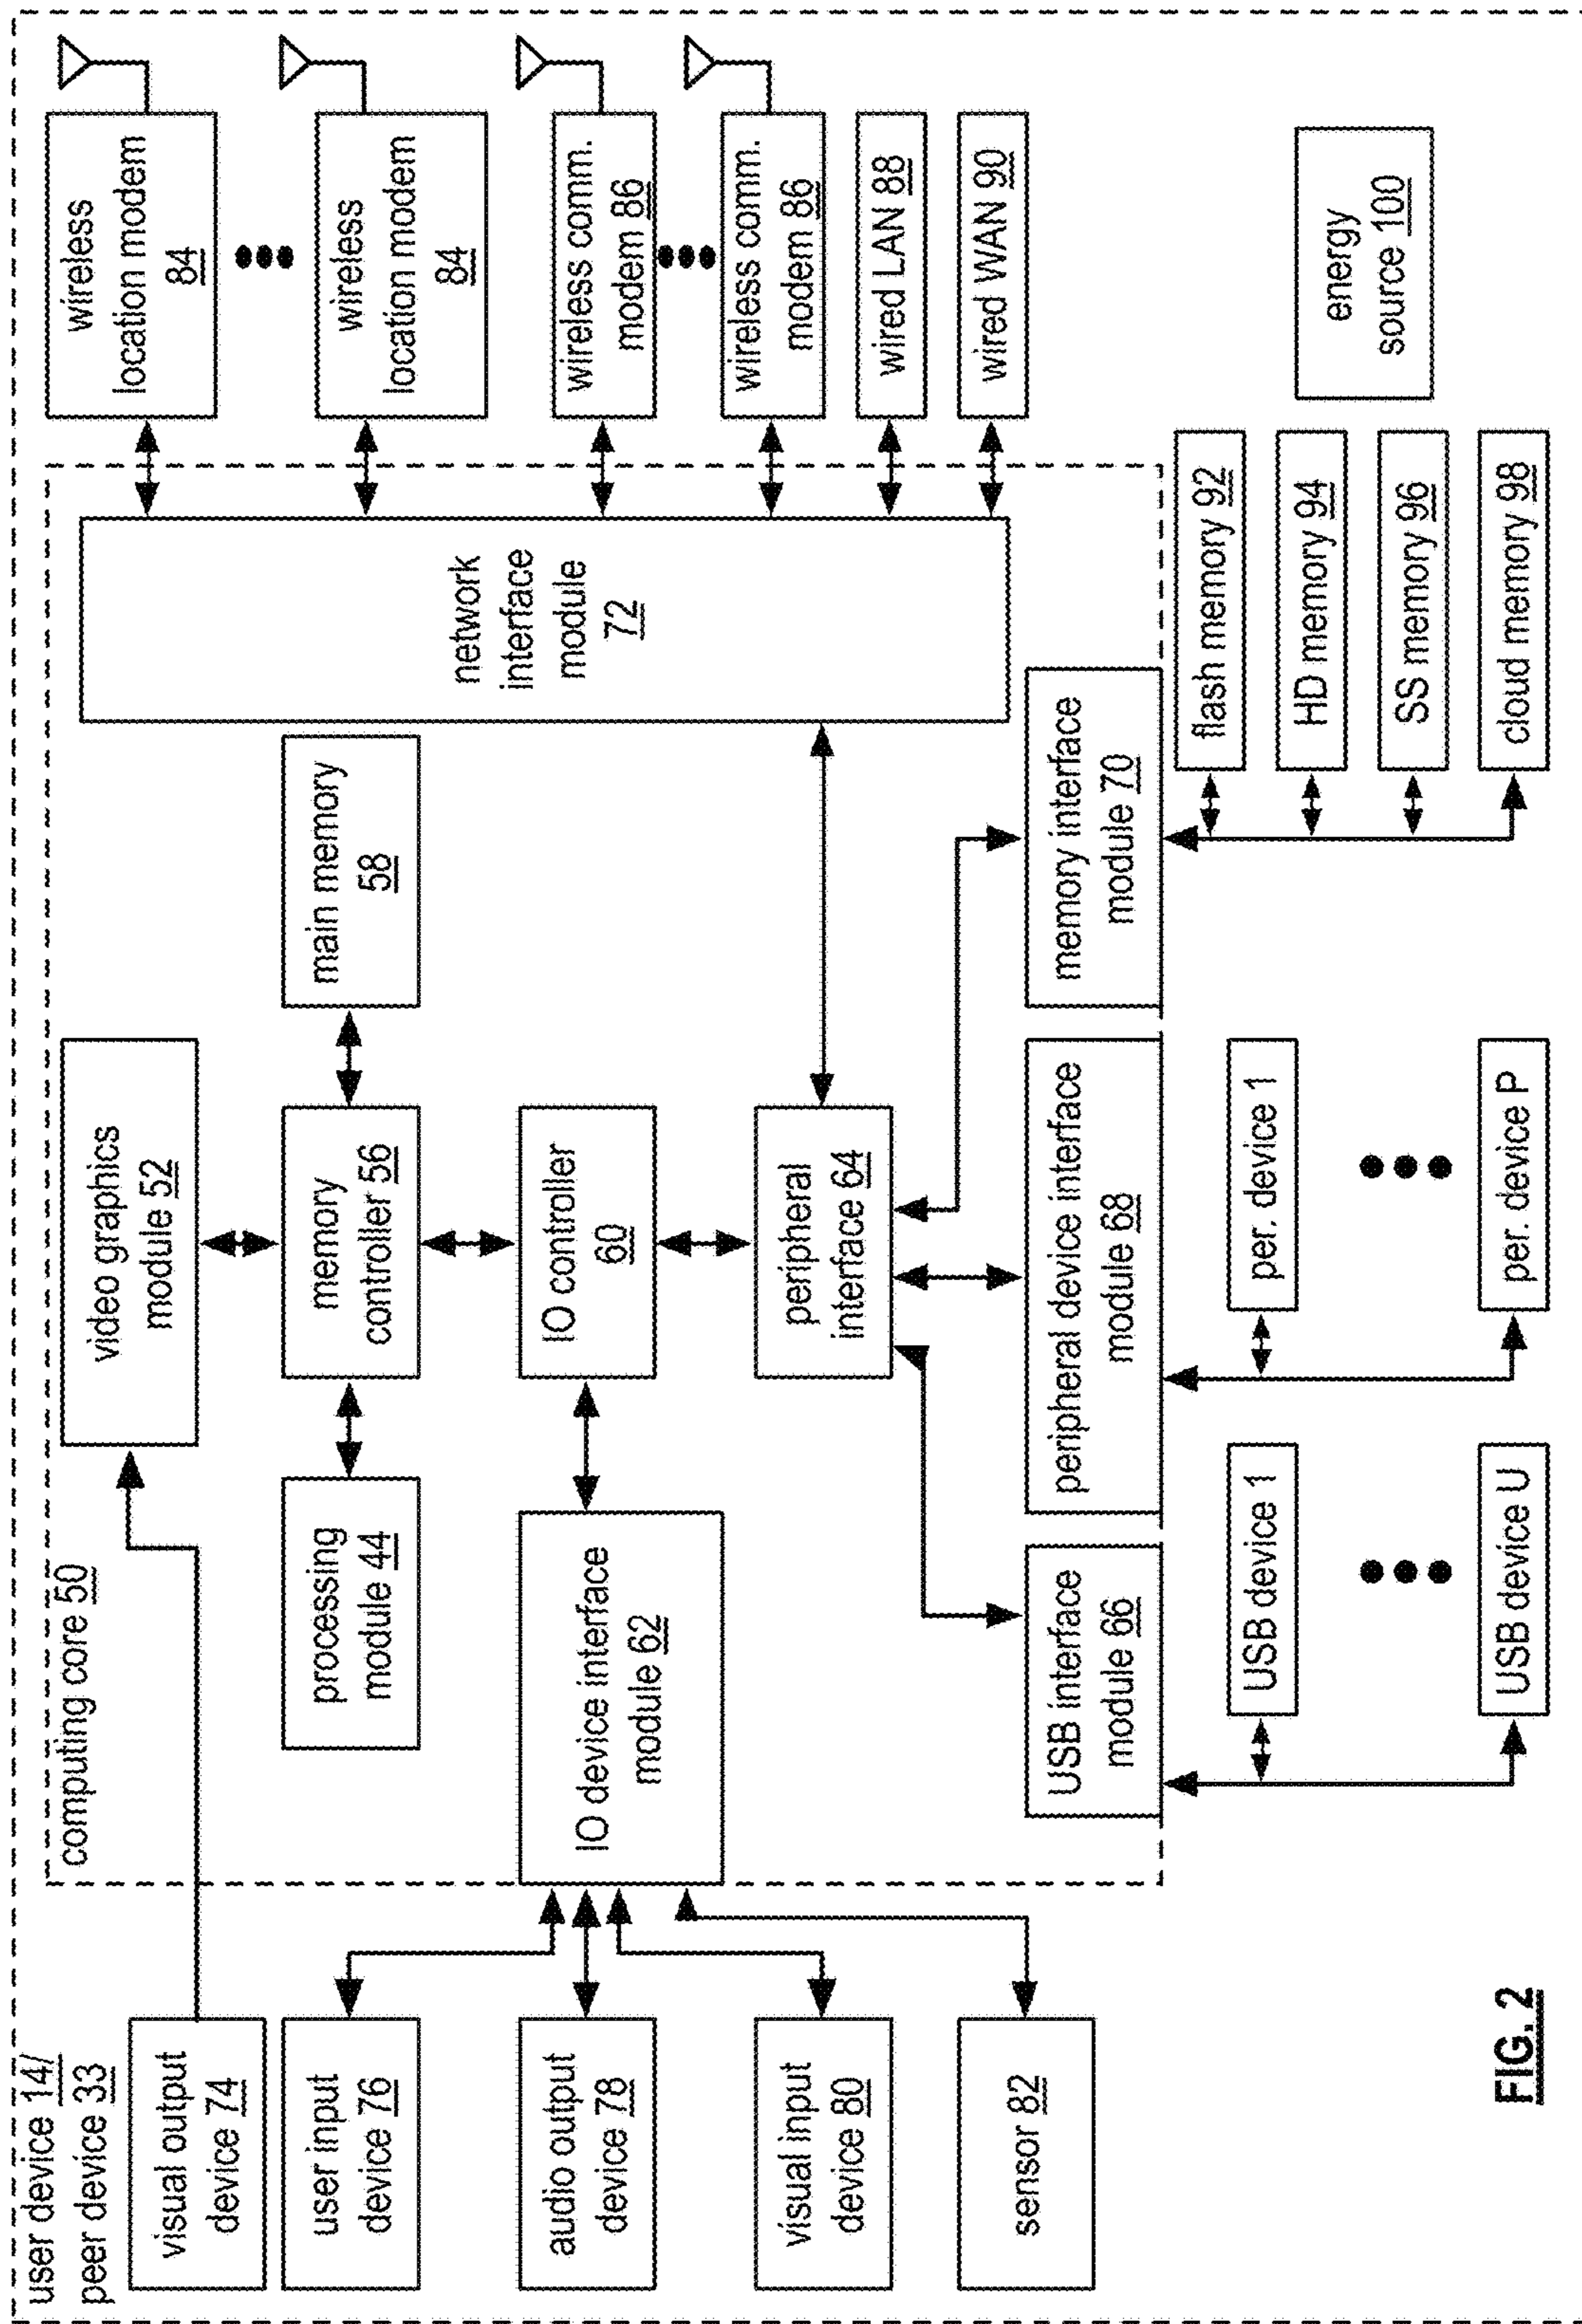 user device 14/
peer device 33
computing core 50
visual output
device 74
user input
device 76
audio output
device 78
visual input
device 80
sensor 82
video graphics
module 52
processing
module 44
memory
controller 56
main memory
58
IO device interface
module 62
IO controller
60
peripheral
interface 64
network
interface
module
72
USB interface
module 66
peripheral device interface
module 68
memory interface
module 70
wireless
location modem
84
wireless
location modem
84
wireless comm.
modem 86
wireless comm.
modem 86
wired LAN 88
wired WAN 90
USB device 1
USB device U
per. device 1
per. device P
flash memory 92
HD memory 94
SS memory 96
cloud memory 98
energy
source 100
FIG. 2